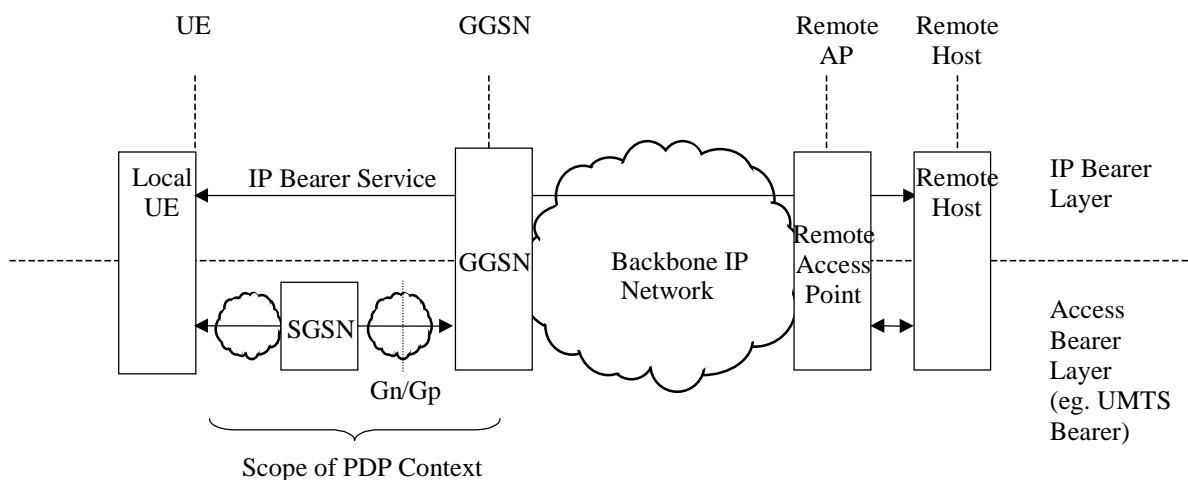 UE
GGSN
Remote
AP
Remote
Host
Local
UE
IP Bearer Service
Remote
Host
IP Bearer
Layer
GGSN
Backbone IP
Network
Remote
Access
Point
SGSN
Gn/Gp
Access
Bearer
Layer
(eg. UMTS
Bearer)
Scope of PDP Context